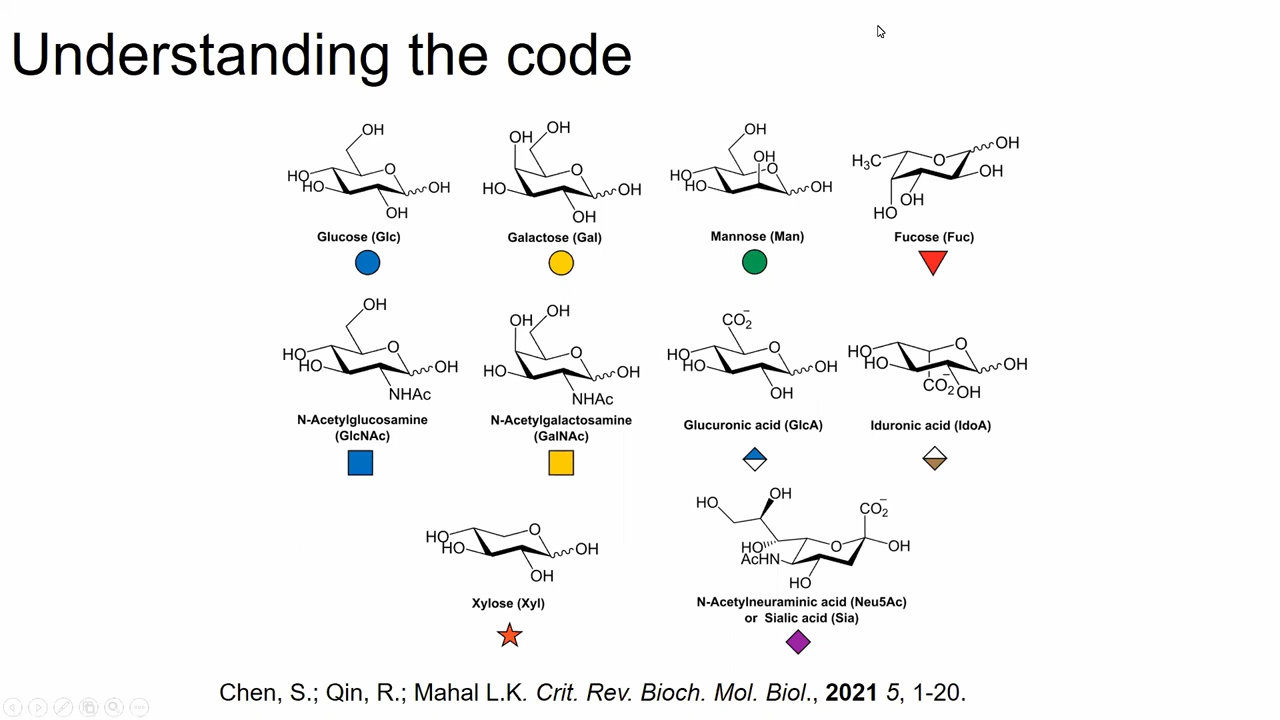 Understanding the code
OH
HO
HO
O
OH
OH
Glucose (Glc)
OH
OH
HO
O
OH
OH
Galactose (Gal)
OH
OH
HO
HO
O
OH
Mannose (Man)
H3C
O
OH
OH
OH
HO
Fucose (Fuc)
OH
HO
HO
O
OH
NHAc
N-Acetylglucosamine
(GlcNAc)
OH
OH
HO
O
OH
NHAc
N-Acetylgalactosamine
(GalNAc)
CO2−
HO
HO
O
OH
OH
Glucuronic acid (GlcA)
HO
HO
O
OH
CO2−
OH
Iduronic acid (IdoA)
HO
HO
O
OH
OH
Xylose (Xyl)
HO
OH
CO2−
HO
AcHN
O
OH
HO
N-Acetylneuraminic acid (Neu5Ac)
or Sialic acid (Sia)
Chen, S.; Qin, R.; Mahal L.K. Crit. Rev. Bioch. Mol. Biol., 2021 5, 1-20.